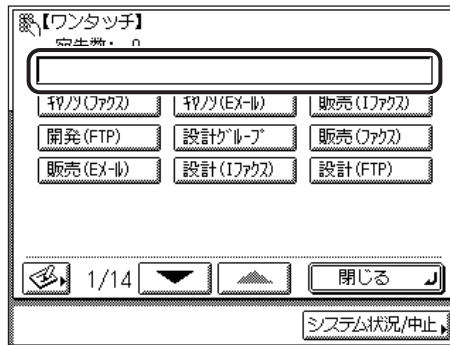 【ワンタッチ】
宛先数: 0
ｷﾔﾉﾝ(ﾌｧｸｽ) ｷﾔﾉﾝ(Eﾒｰﾙ) 販売(Iﾌｧｸｽ)
開発(FTP) 設計ｸﾞﾙｰﾌﾟ 販売(ﾌｧｸｽ)
販売(Eﾒｰﾙ) 設計(Iﾌｧｸｽ) 設計(FTP)
1/14 閉じる
システム状況/中止